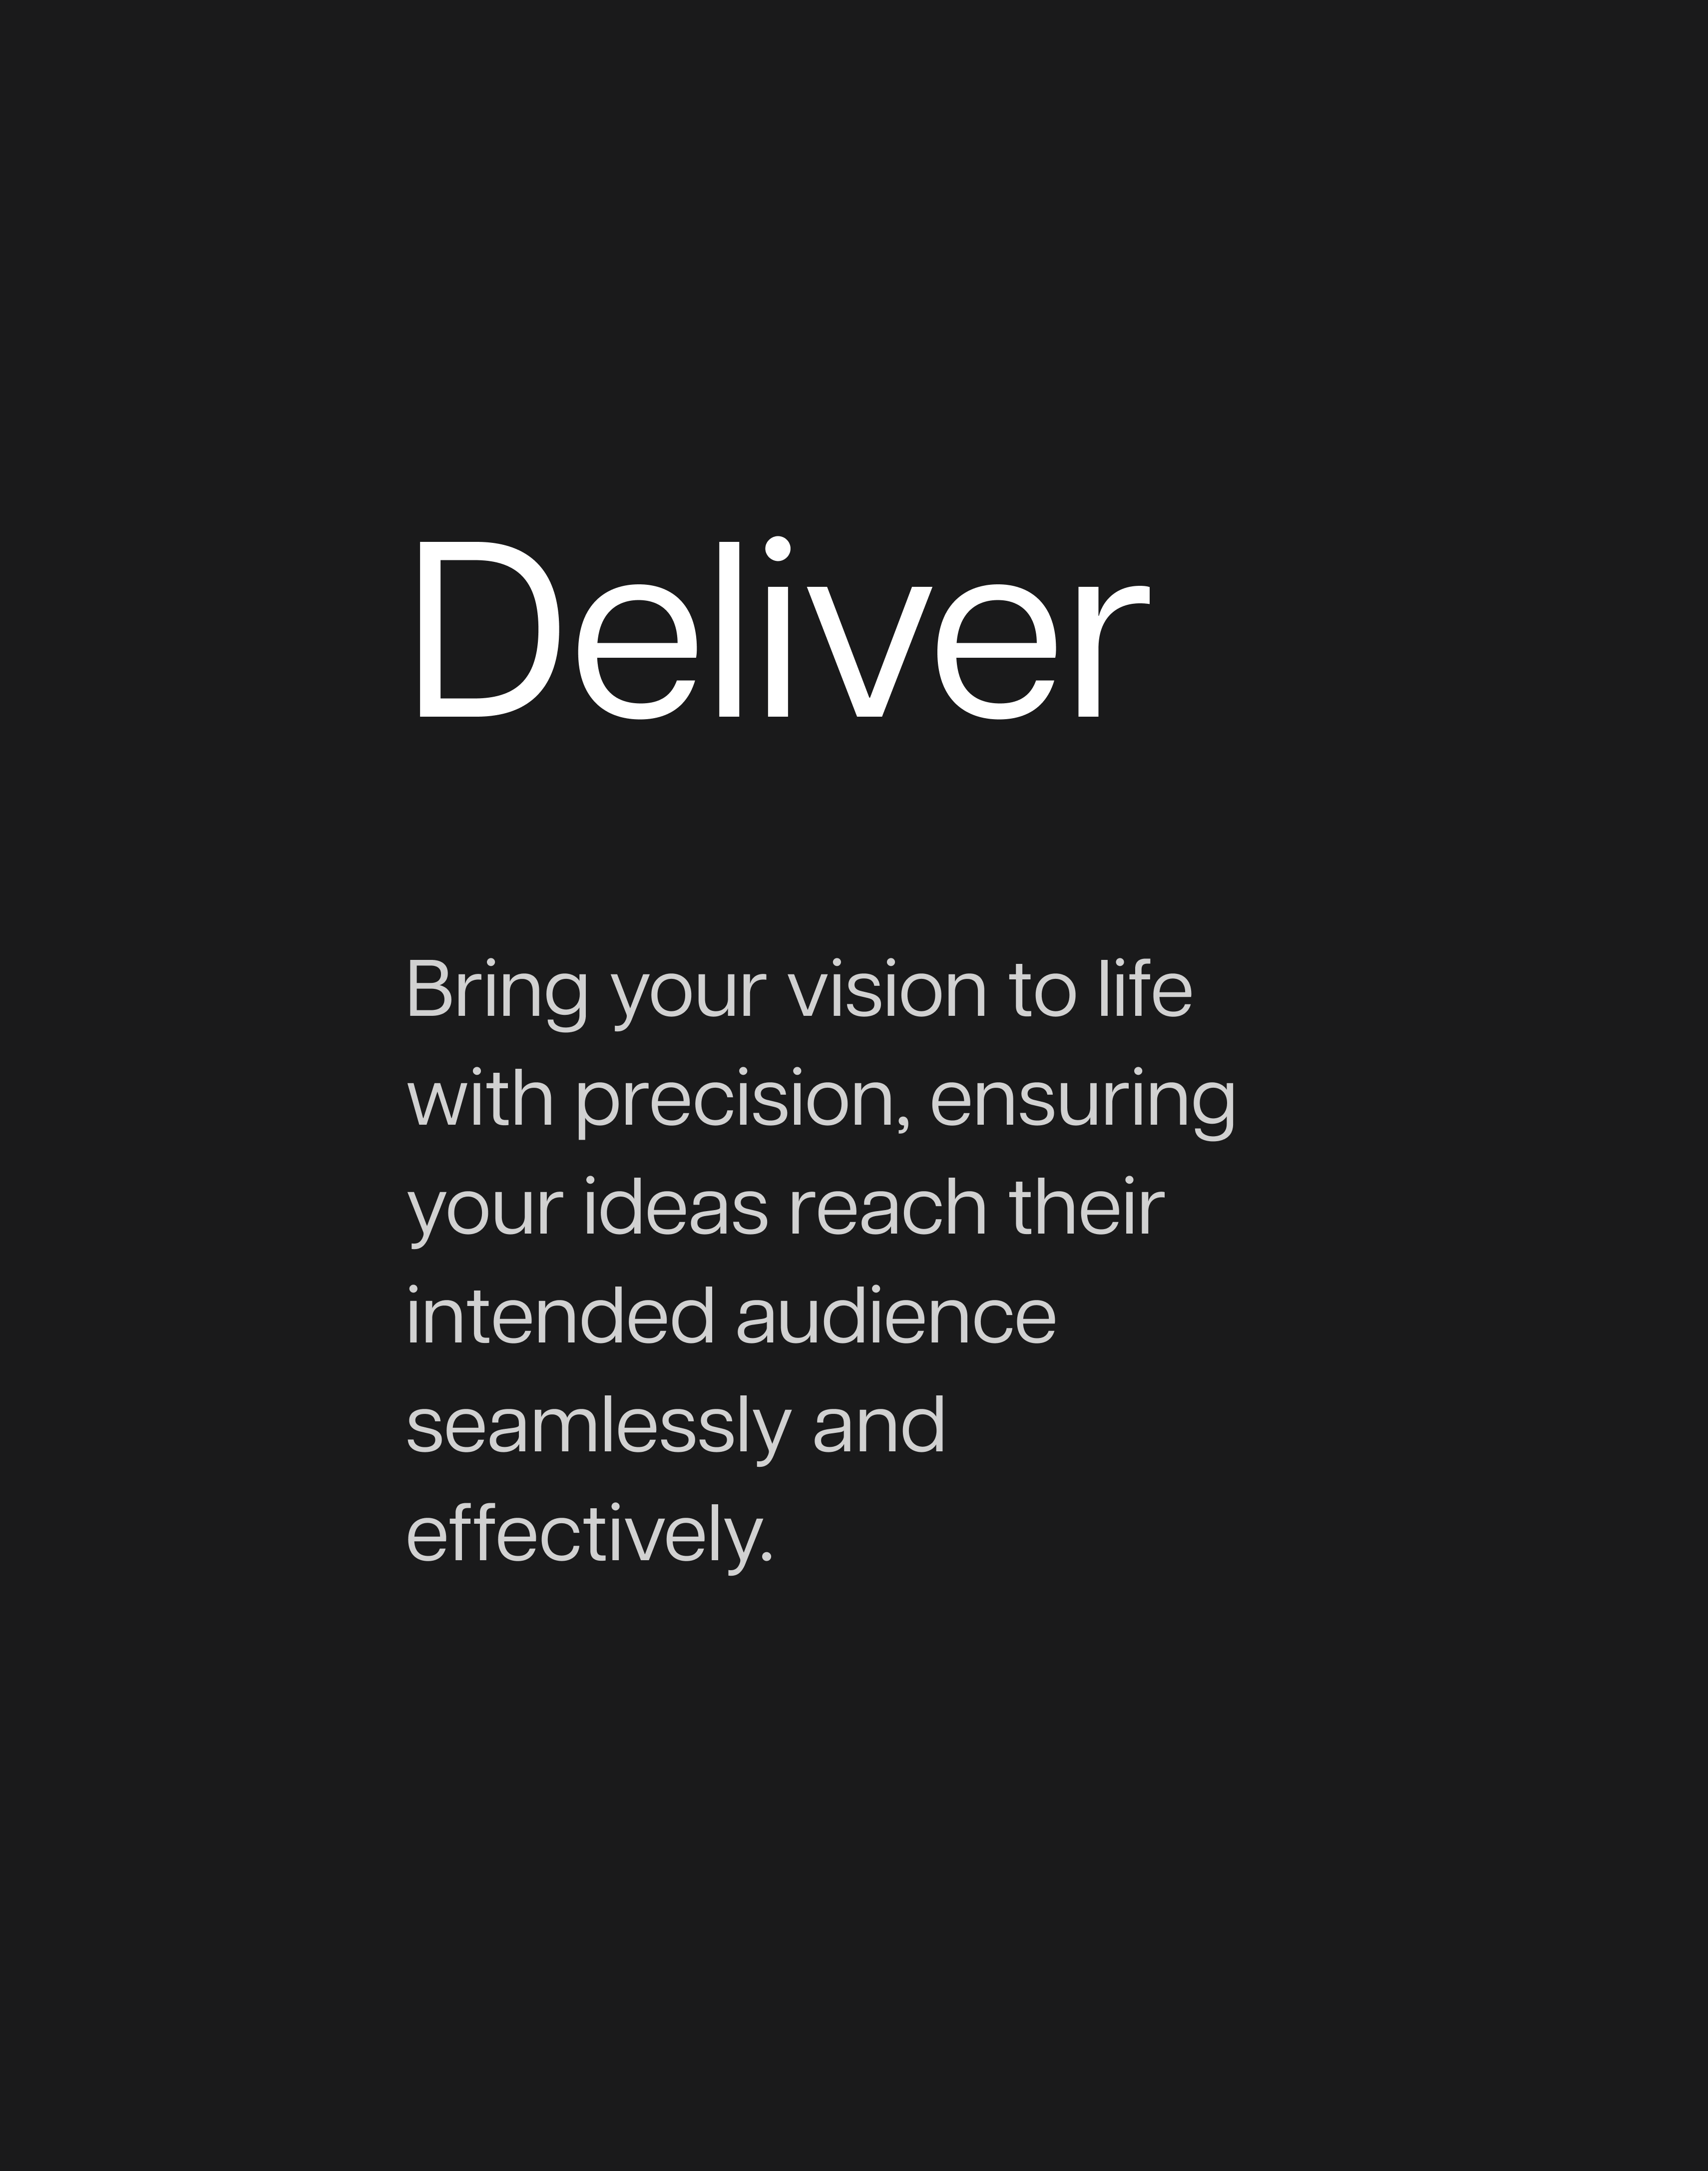 Deliver
Bring your vision to life
with precision, ensuring
your ideas reach their
intended audience
seamlessly and
effectively.